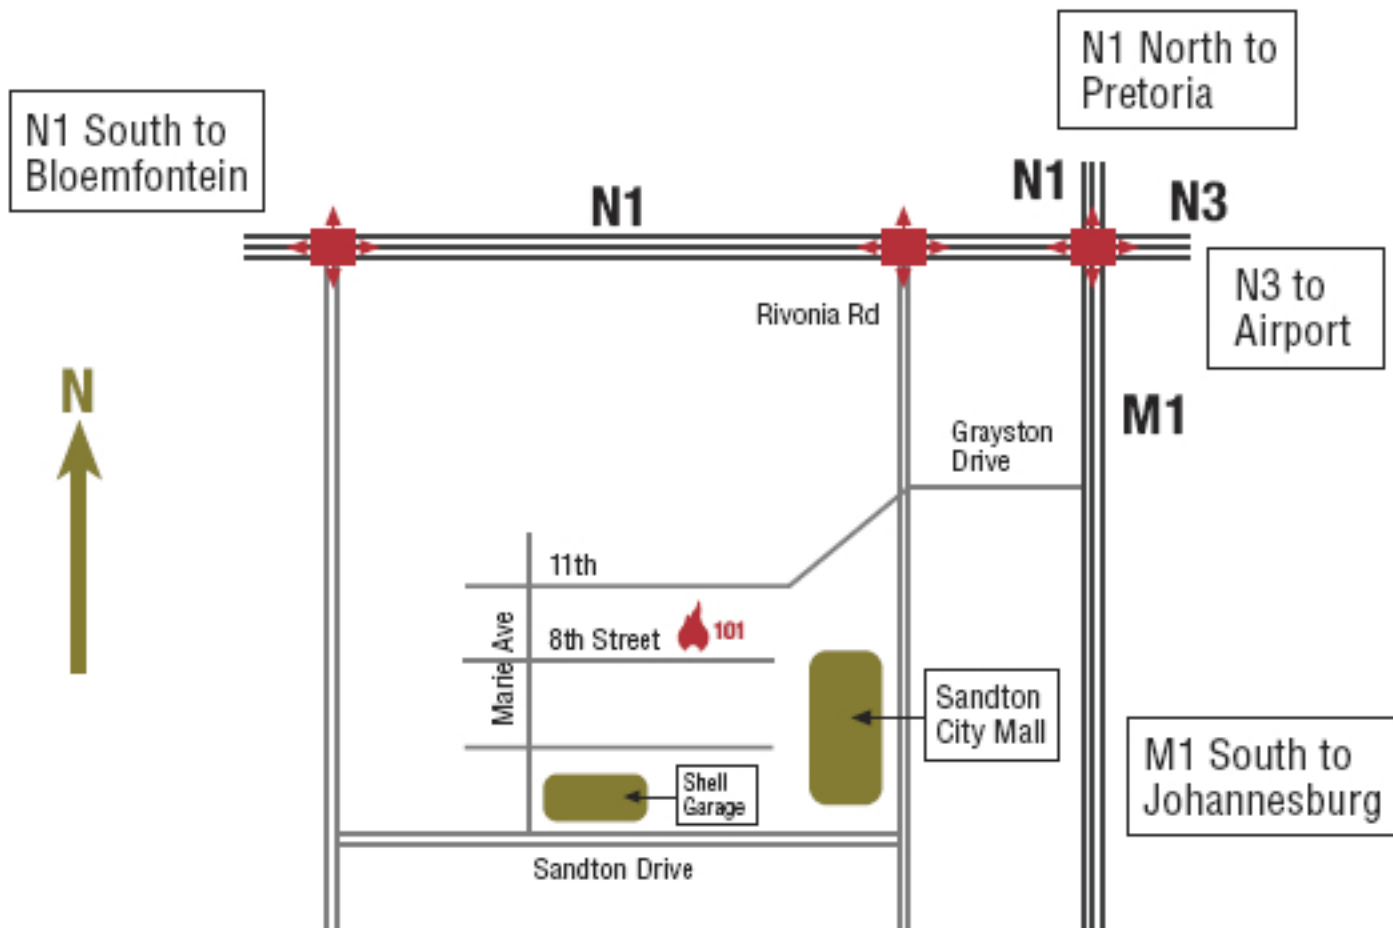 N1 North to
Pretoria
N1 South to
Bloemfontein
N1
N1
N3
N3 to
Airport
Rivonia Rd
N
M1
Grayston
Drive
11th
8th Street
101
Marie Ave
Sandton
City Mall
Shell
Garage
M1 South to
Johannesburg
Sandton Drive